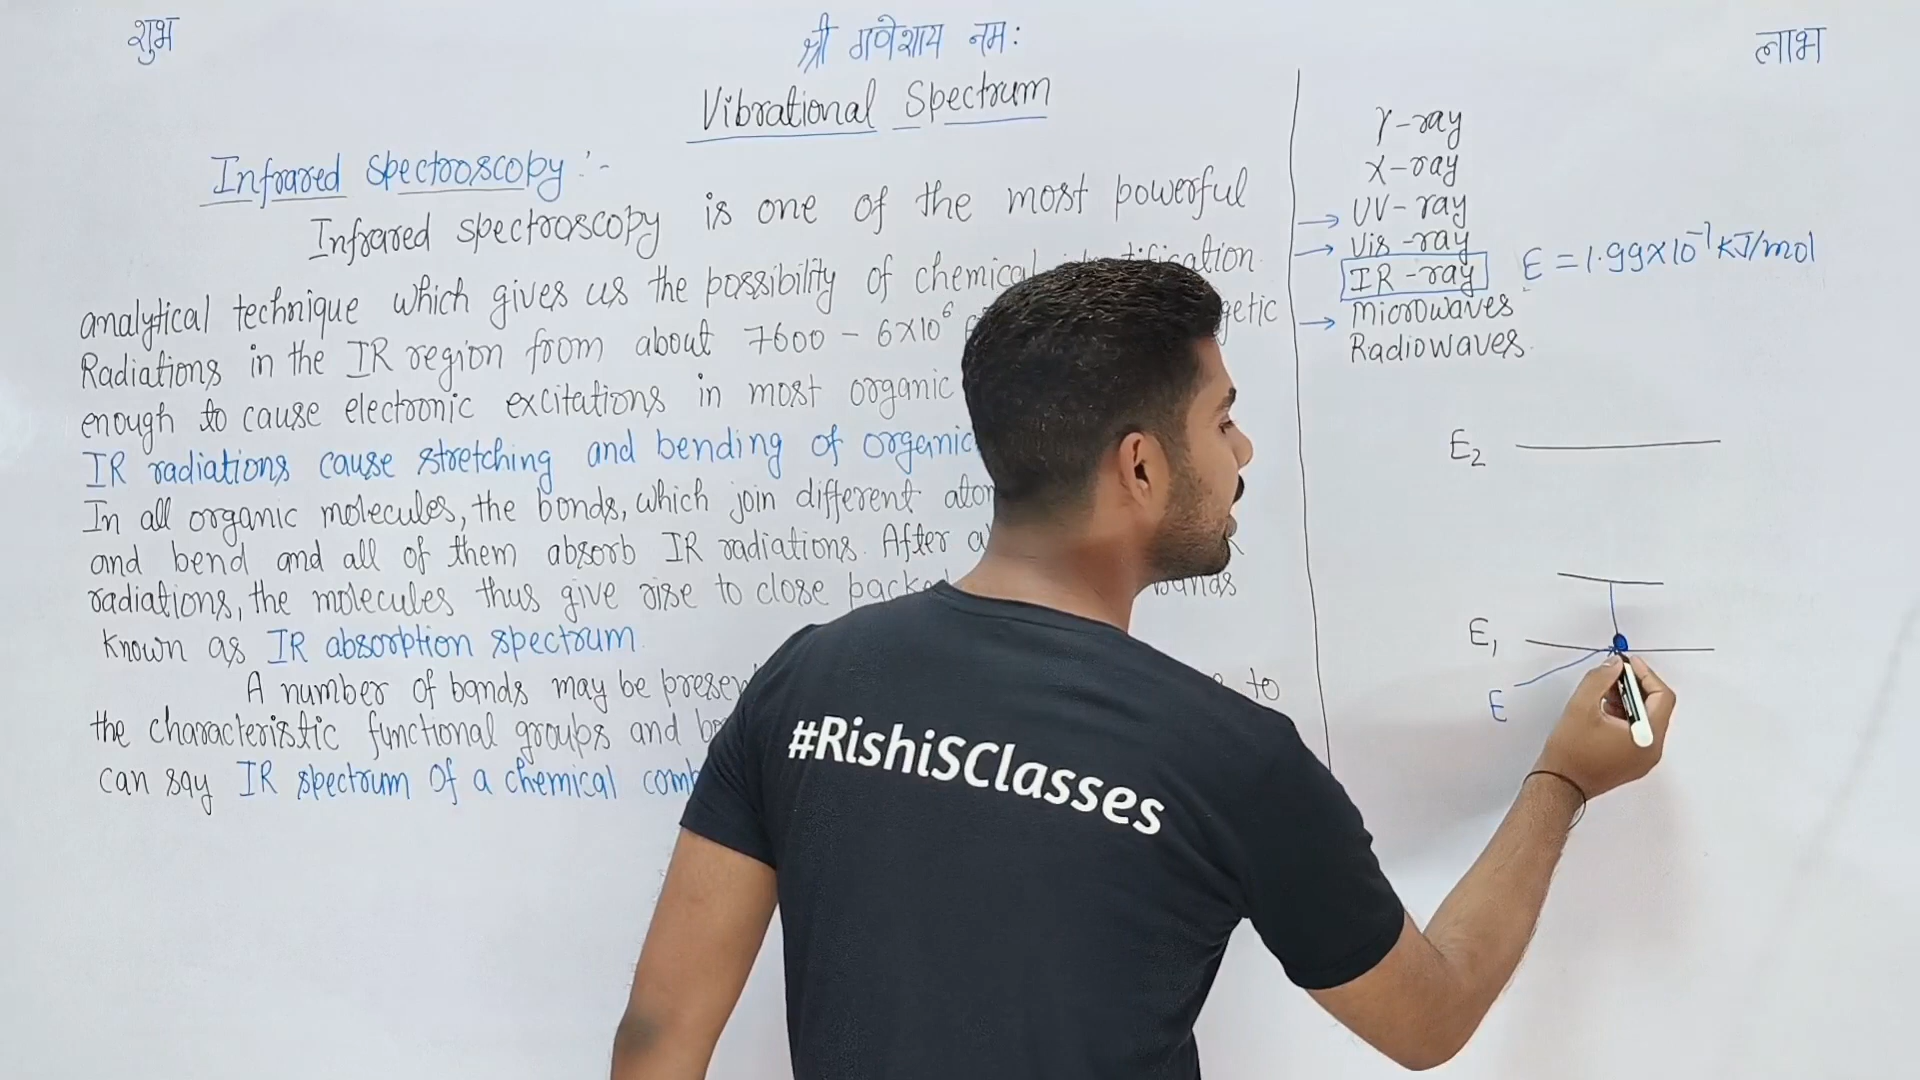 शुभ
श्री गणेशाय नमः
लाभ
Vibrational Spectrum
Infrared Spectroscopy :-
Infrared spectroscopy is one of the most powerful
analytical technique which gives us the possibility of chemical
Radiations in the IR region from about 7600 - 6×10⁶
enough to cause electronic excitations in most organic
IR radiations cause stretching and bending of organic
In all organic molecules, the bonds, which join different
and bend and all of them absorb IR radiations. After
radiations, the molecules thus give rise to close packed bands
known as IR absorption spectrum.
A number of bands may be present to
the characteristic functional groups and
can say IR spectrum of a chemical
γ-ray
X-ray
→ UV-ray
→ Vis-ray
IR-ray E = 1.99×10⁻¹ KJ/mol
→ Microwaves
Radiowaves.
E₂
E₁
E
#RishiSClasses